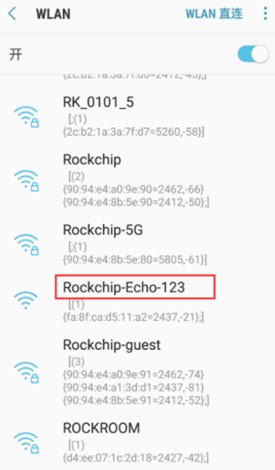 WLAN
WLAN 直连
开
{2c:b2:1a:3a:7f:d6=2412,-45};]
RK_0101_5
[;(1)
{2c:b2:1a:3a:7f:d7=5260,-58}]
Rockchip
[(2)
{90:94:e4:a0:9e:90=2462,-66}
{90:94:e4:8b:5e:90=2412,-50};]
Rockchip-5G
[;(1)
{90:94:e4:8b:5e:80=5805,-61}]
Rockchip-Echo-123
[(1)
{fa:8f:ca:d5:11:a2=2437,-21};]
Rockchip-guest
[(3)
{90:94:e4:a0:9e:91=2462,-74}
{90:94:e4:a1:3d:d1=2437,-81}
{90:94:e4:8b:5e:91=2412,-52};]
ROCKROOM
[(1)
{d4:ee:07:1c:2d:18=2427,-42};]